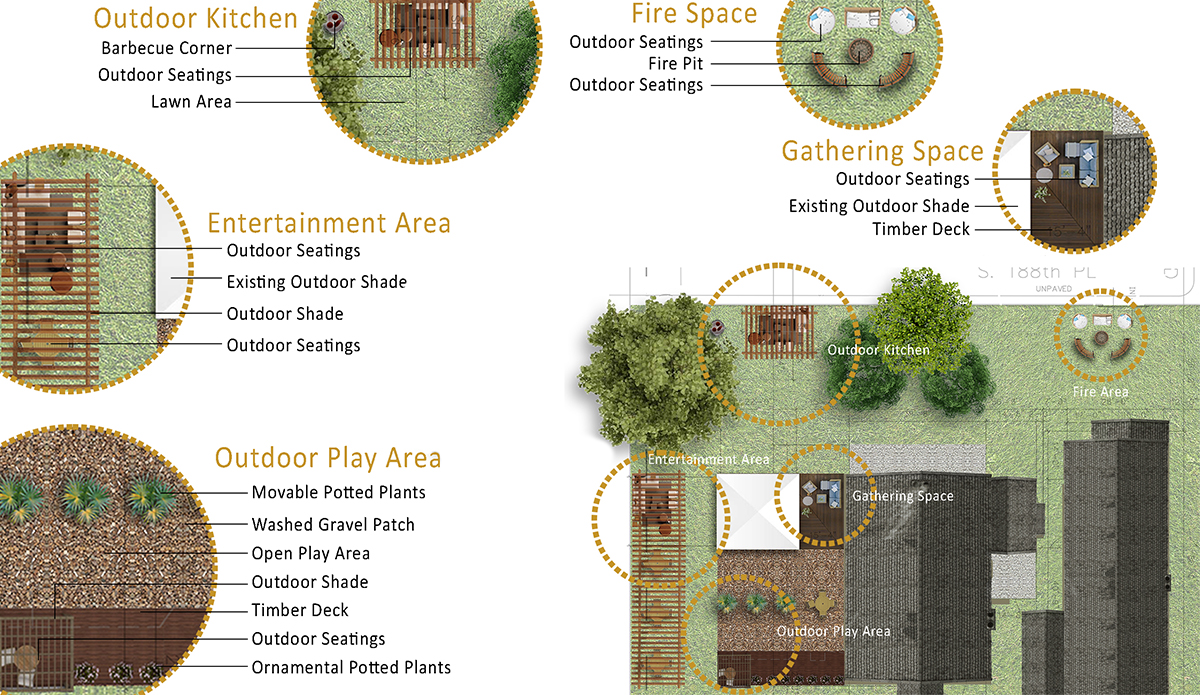 Outdoor Kitchen
Barbecue Corner
Outdoor Seatings
Lawn Area
Fire Space
Outdoor Seatings
Fire Pit
Outdoor Seatings
Gathering Space
Outdoor Seatings
Existing Outdoor Shade
Timber Deck
Entertainment Area
Outdoor Seatings
Existing Outdoor Shade
Outdoor Shade
Outdoor Seatings
Outdoor Play Area
Movable Potted Plants
Washed Gravel Patch
Open Play Area
Outdoor Shade
Timber Deck
Outdoor Seatings
Ornamental Potted Plants
S. 188th PL
UNPAVED
Outdoor Kitchen
Fire Area
Entertainment Area
Gathering Space
Outdoor Play Area